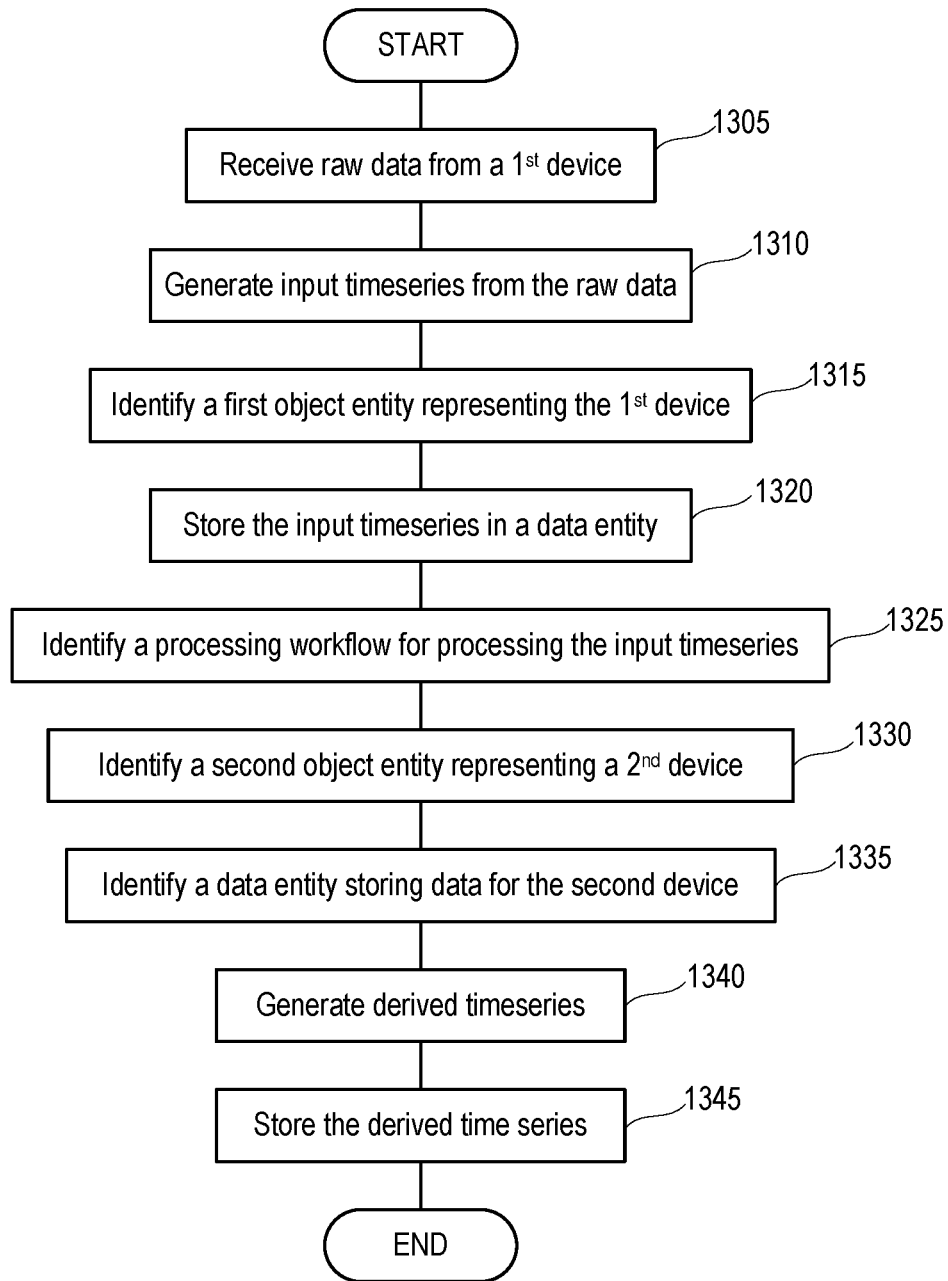 START
1305
Receive raw data from a 1st device
1310
Generate input timeseries from the raw data
1315
Identify a first object entity representing the 1st device
1320
Store the input timeseries in a data entity
1325
Identify a processing workflow for processing the input timeseries
1330
Identify a second object entity representing a 2nd device
1335
Identify a data entity storing data for the second device
1340
Generate derived timeseries
1345
Store the derived time series
END